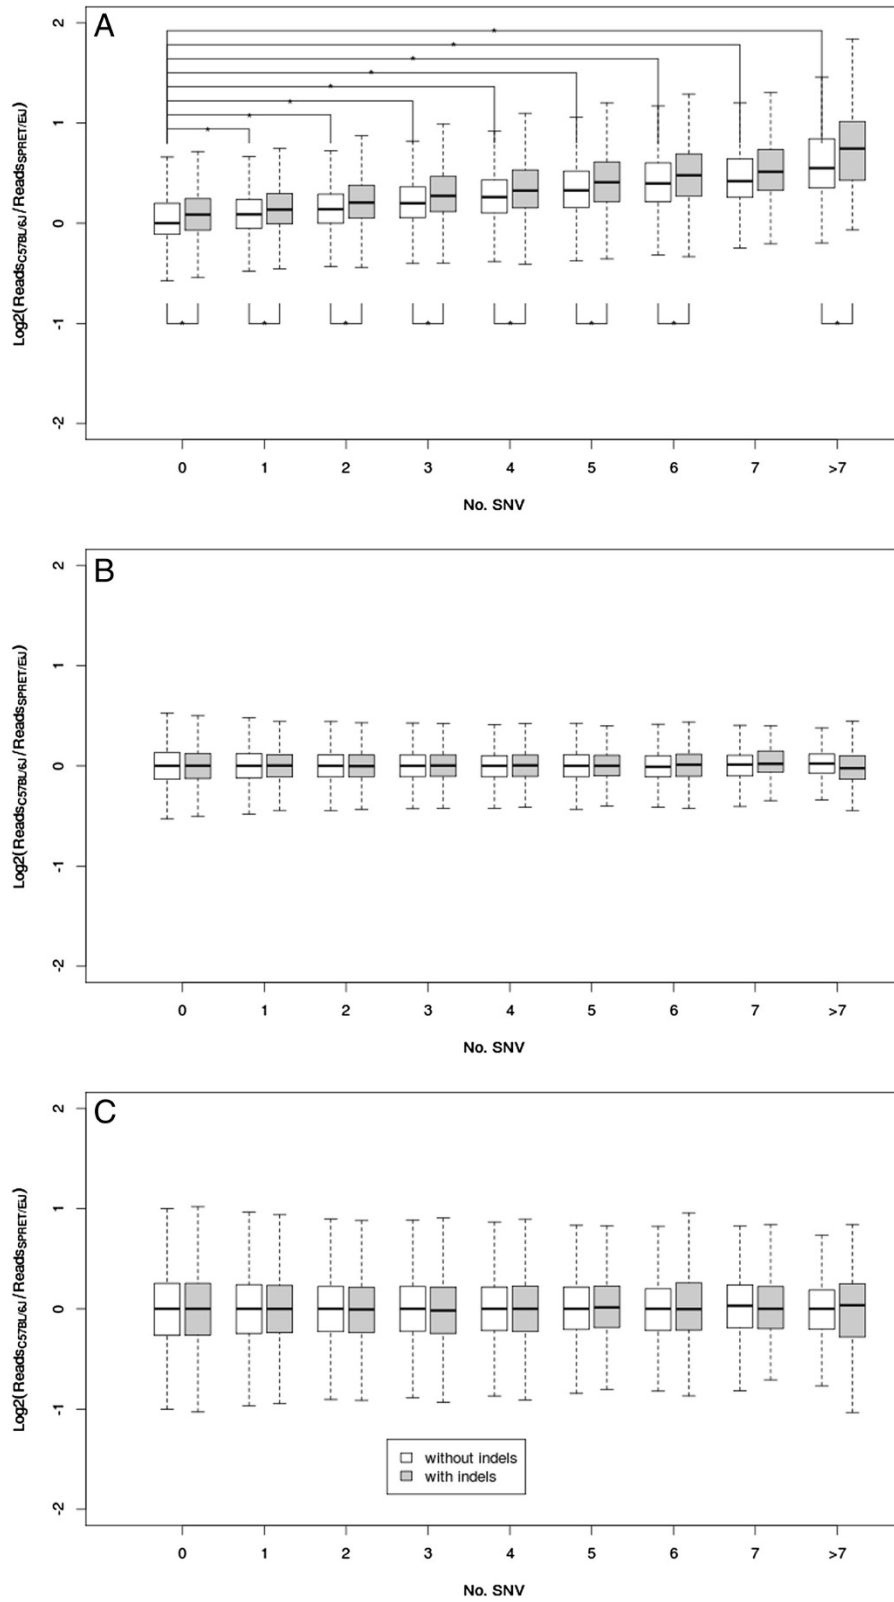 A
Log2(ReadsC57BL/6J/ReadsSPRET/EiJ)
2
1
0
-1
-2
* * * * * * * *
* * * * * * * *
0 1 2 3 4 5 6 7 >7
No. SNV
B
Log2(ReadsC57BL/6J/ReadsSPRET/EiJ)
2
1
0
-1
-2
0 1 2 3 4 5 6 7 >7
No. SNV
C
Log2(ReadsC57BL/6J/ReadsSPRET/EiJ)
2
1
0
-1
-2
without indels
with indels
0 1 2 3 4 5 6 7 >7
No. SNV